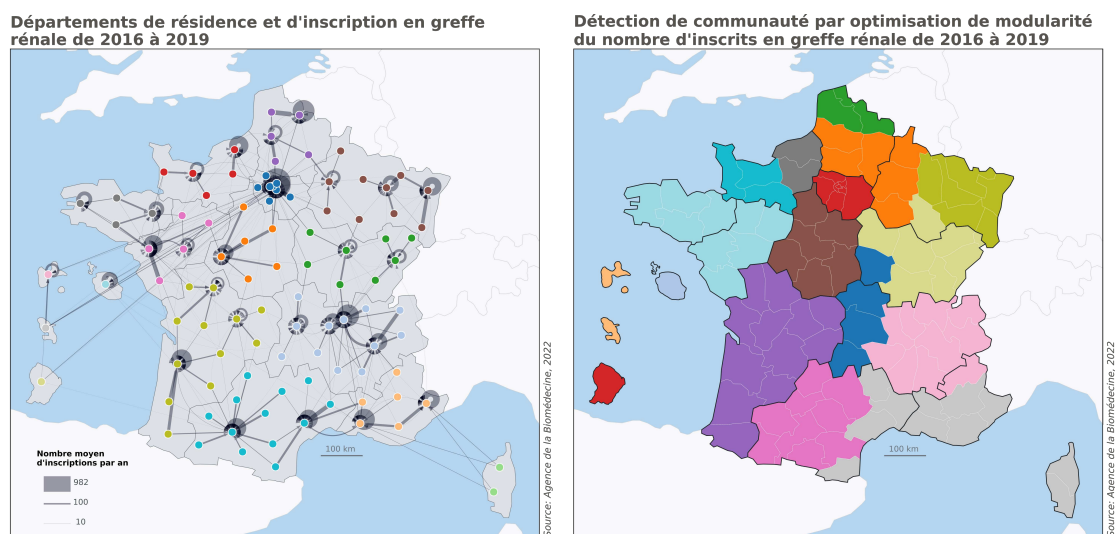 Départements de résidence et d'inscription en greffe
rénale de 2016 à 2019
Nombre moyen
d'inscriptions par an
982
100
10
100 km
Source: Agence de la Biomédecine, 2022
Détection de communauté par optimisation de modularité
du nombre d'inscrits en greffe rénale de 2016 à 2019
100 km
Source: Agence de la Biomédecine, 2022